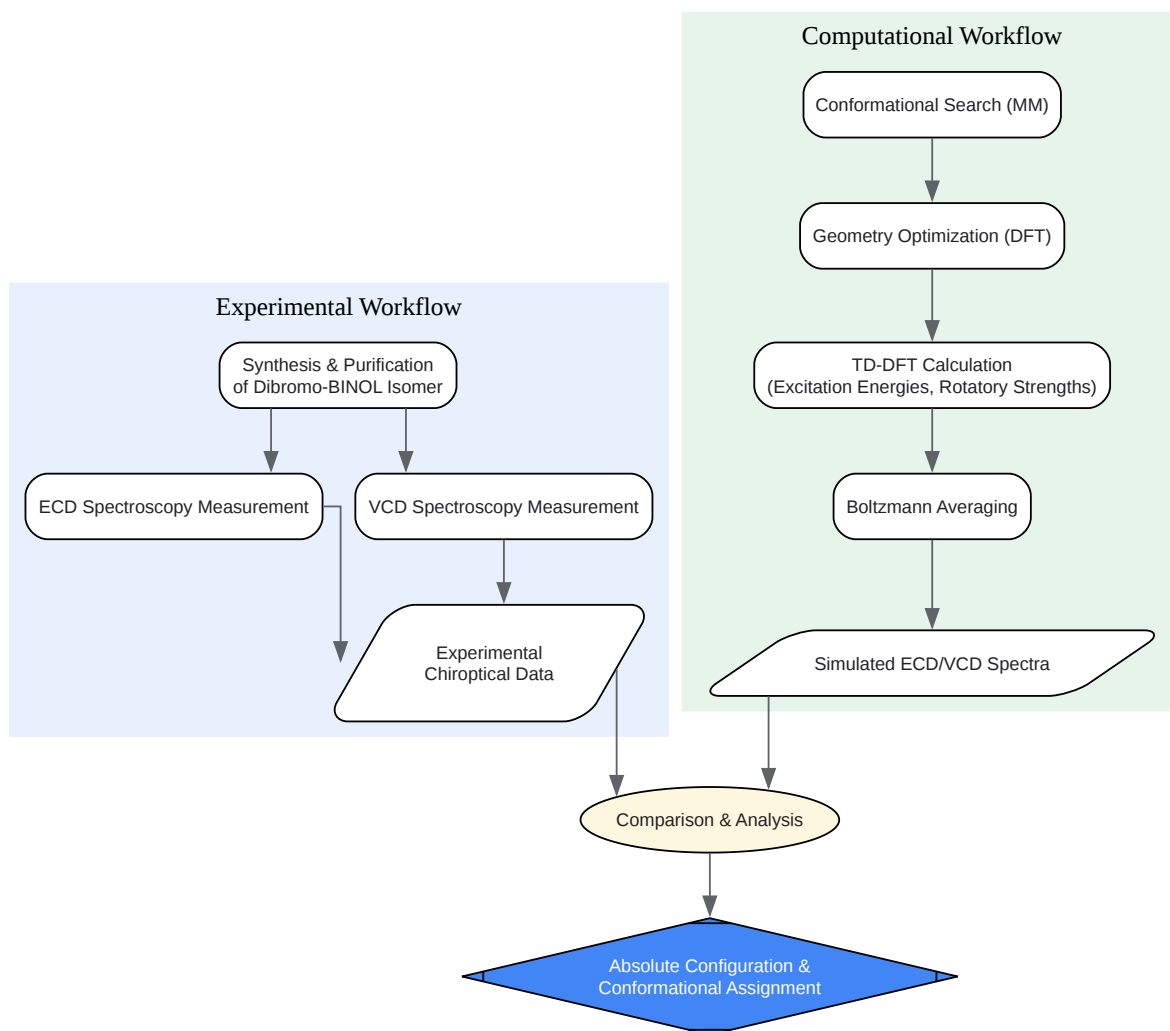 Computational Workflow
Conformational Search (MM)
Geometry Optimization (DFT)
TD-DFT Calculation
(Excitation Energies, Rotatory Strengths)
Boltzmann Averaging
Simulated ECD/VCD Spectra
Experimental Workflow
Synthesis & Purification
of Dibromo-BINOL Isomer
ECD Spectroscopy Measurement
VCD Spectroscopy Measurement
Experimental
Chiroptical Data
Comparison & Analysis
Absolute Configuration &
Conformational Assignment